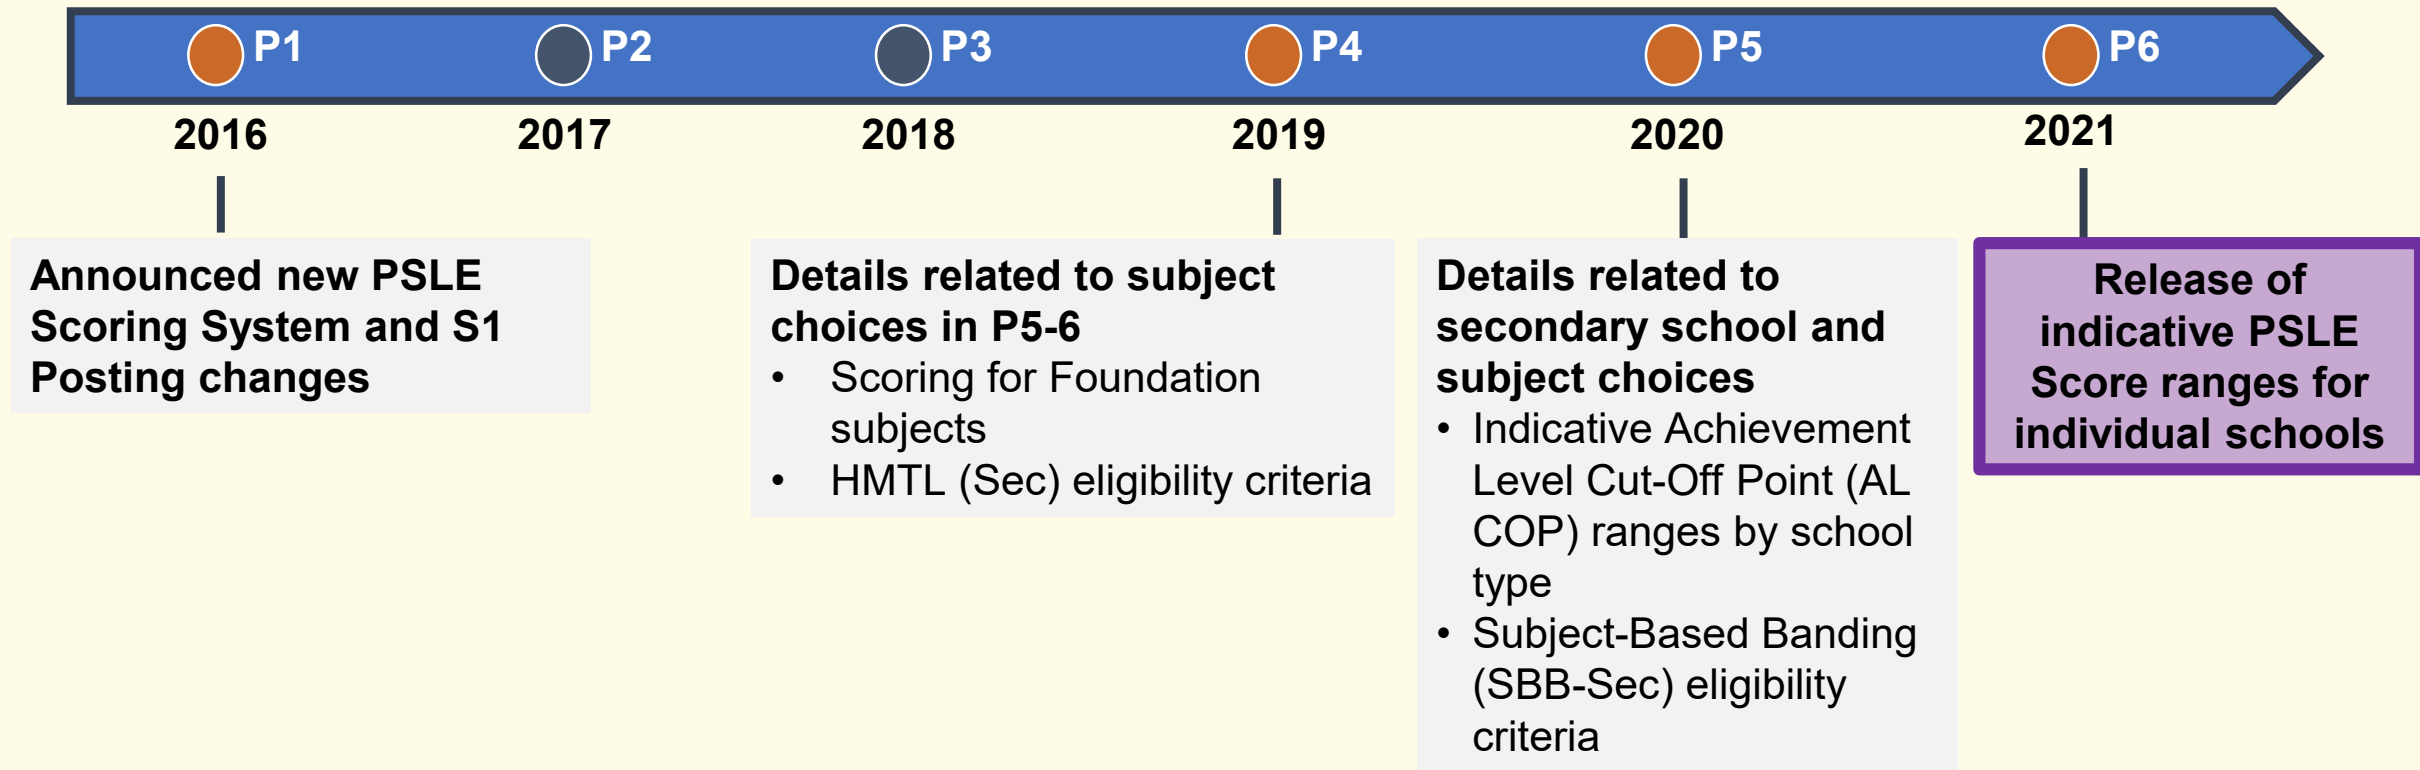 P1 P2 P3 P4 P5 P6
2016 2017 2018 2019 2020 2021
Announced new PSLE
Scoring System and S1
Posting changes
Details related to subject
choices in P5-6
• Scoring for Foundation
subjects
• HMTL (Sec) eligibility criteria
Details related to
secondary school and
subject choices
• Indicative Achievement
Level Cut-Off Point (AL
COP) ranges by school
type
• Subject-Based Banding
(SBB-Sec) eligibility
criteria
Release of
indicative PSLE
Score ranges for
individual schools